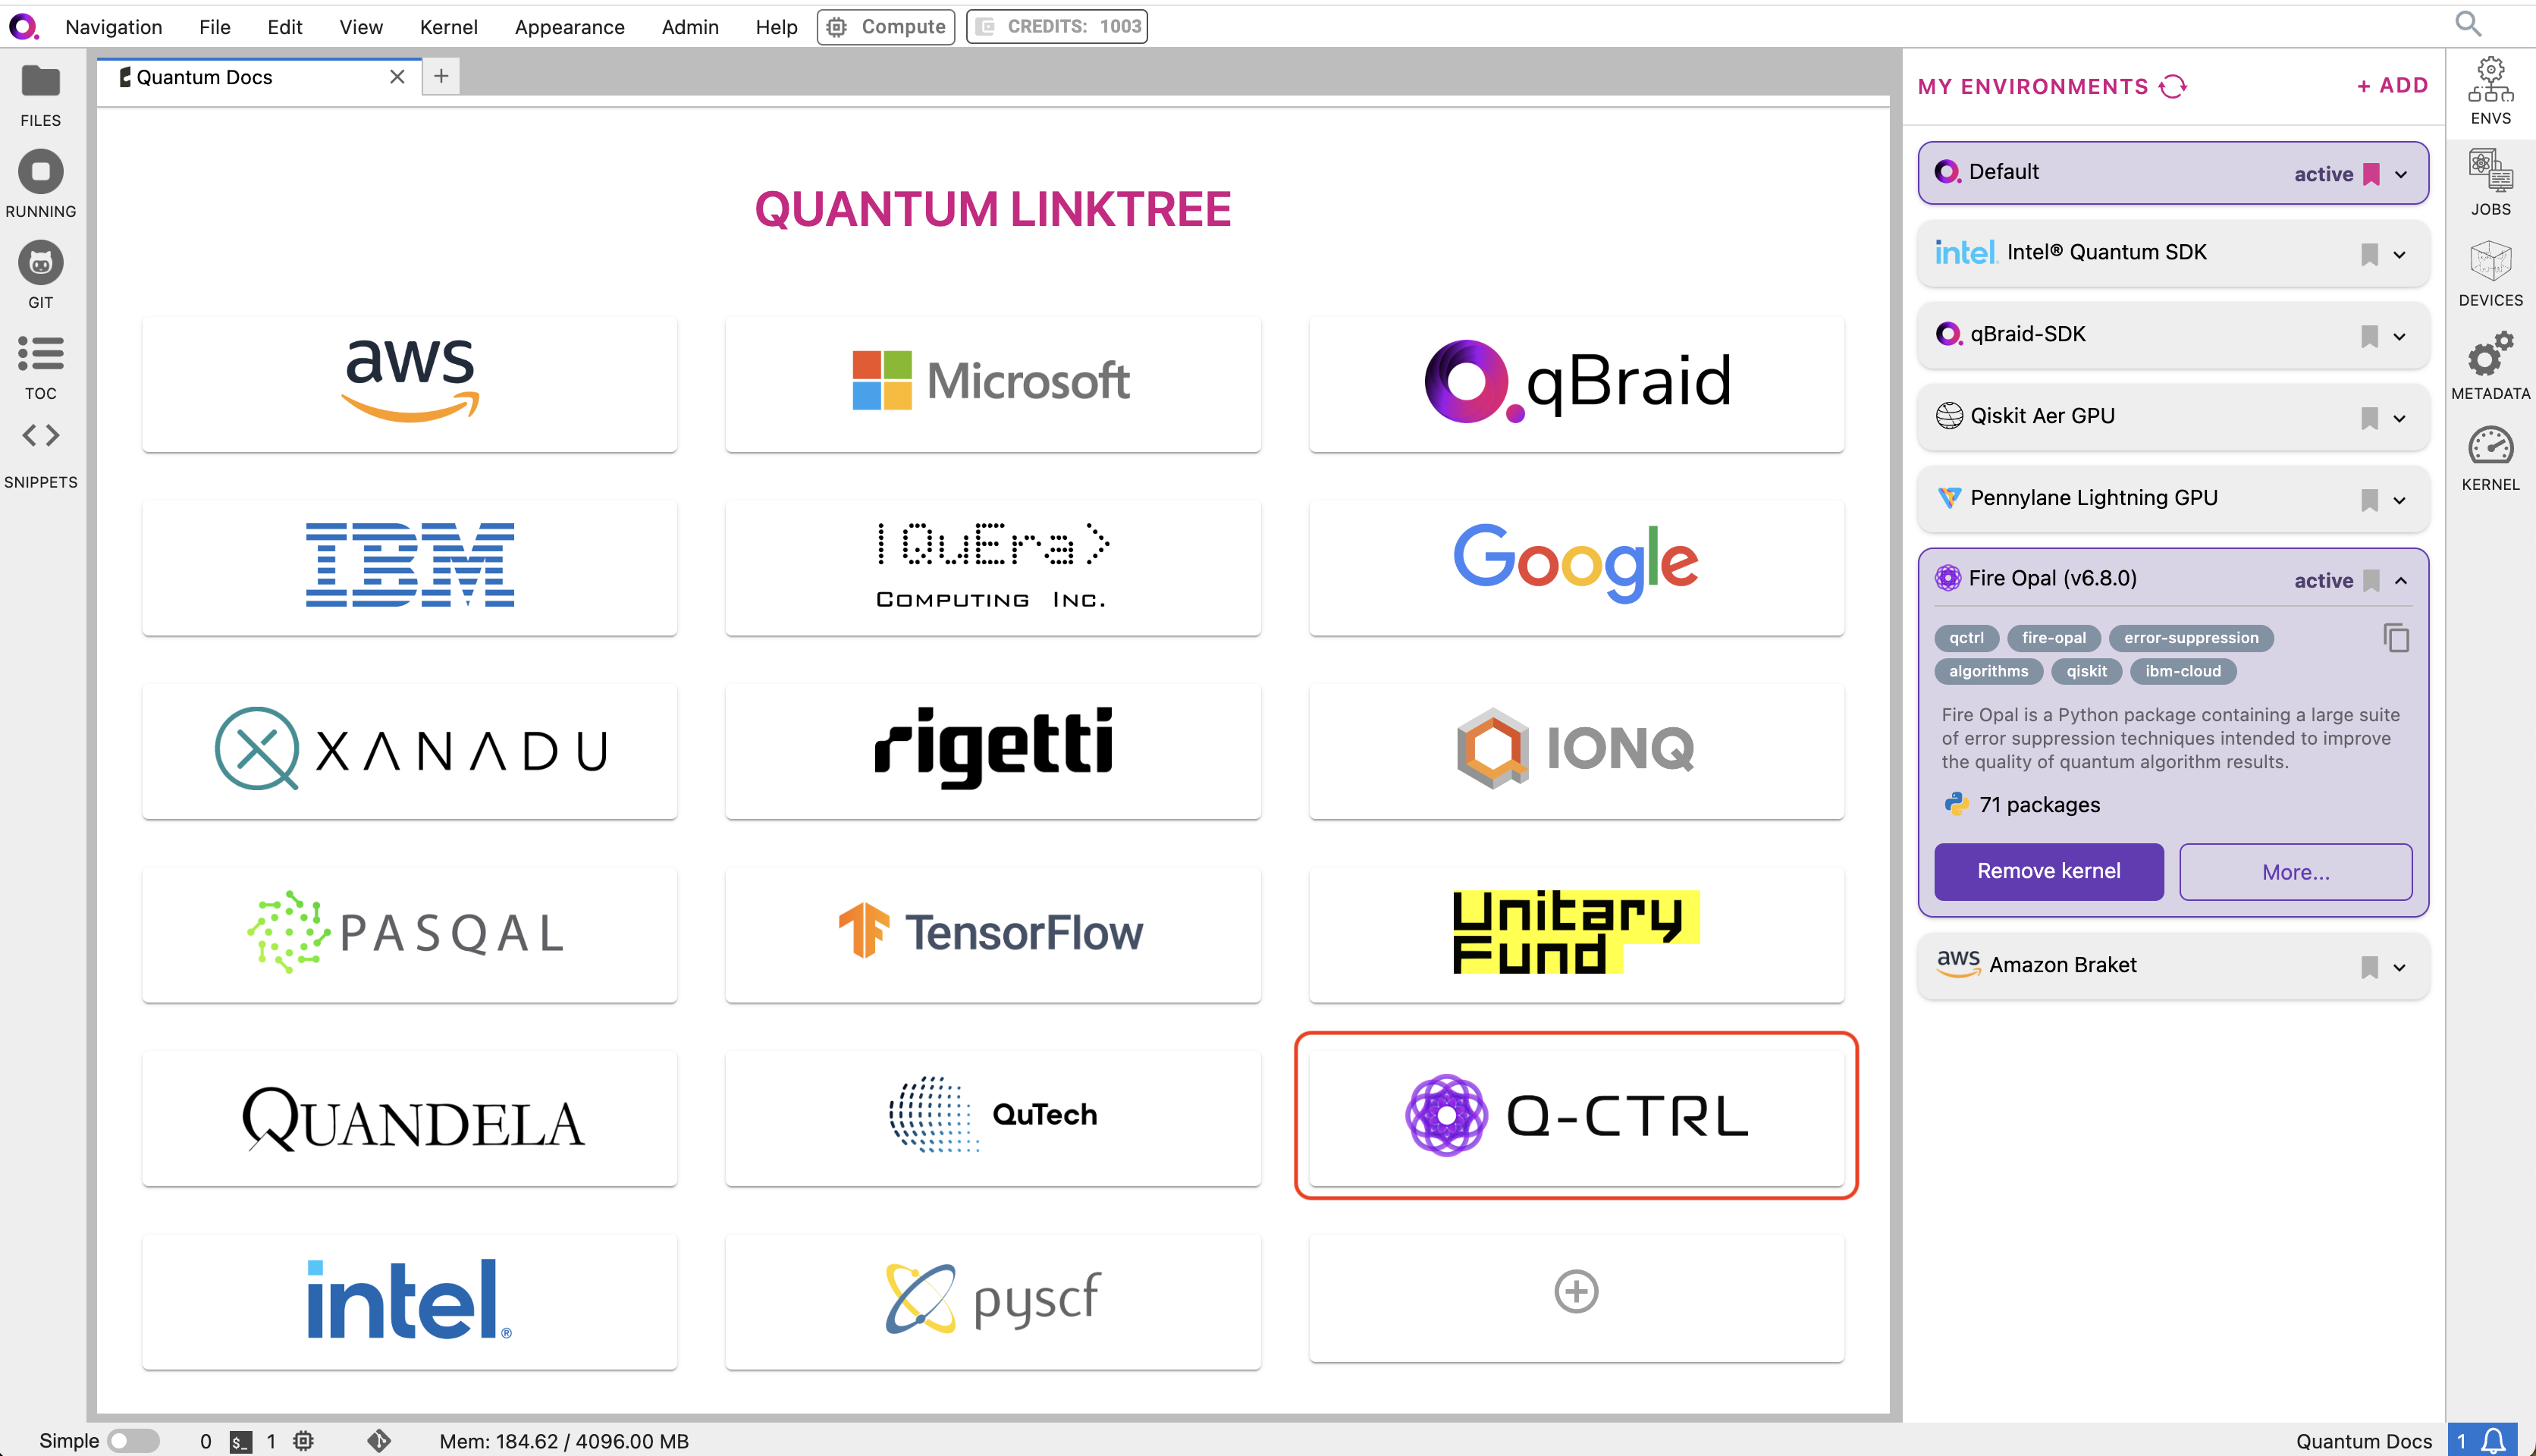 Navigation File Edit View Kernel Appearance Admin Help Compute CREDITS: 1003
FILES
RUNNING
GIT
TOC
SNIPPETS
Quantum Docs
QUANTUM LINKTREE
aws
Microsoft
qBraid
IBM
|QuEra>
COMPUTING INC.
Google
XANADU
rigetti
IONQ
PASQAL
TensorFlow
Unitary
Fund
QUANDELA
QuTech
Q-CTRL
intel®
pyscf
MY ENVIRONMENTS + ADD
Default active
intel. Intel® Quantum SDK
qBraid-SDK
Qiskit Aer GPU
Pennylane Lightning GPU
Fire Opal (v6.8.0) active
qctrl fire-opal error-suppression
algorithms qiskit ibm-cloud
Fire Opal is a Python package containing a large suite
of error suppression techniques intended to improve
the quality of quantum algorithm results.
71 packages
Remove kernel More...
aws Amazon Braket
ENVS
JOBS
DEVICES
METADATA
KERNEL
Simple 0 $_ 1 Mem: 184.62 / 4096.00 MB Quantum Docs 1